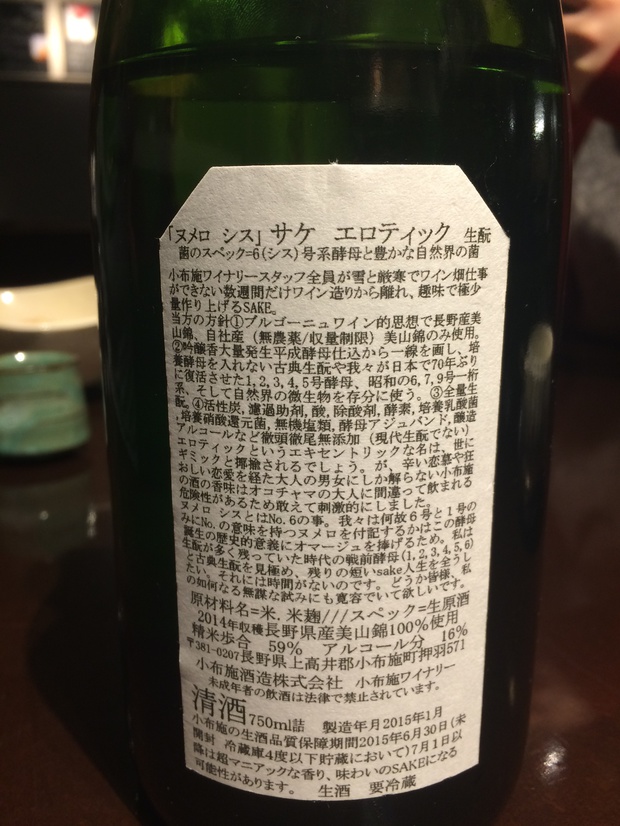 「ヌメロ シス」サケ エロティック 生酛
菌のスペック=6(シス)号系酵母と豊かな自然界の菌
小布施ワイナリースタッフ全員が雪と厳寒でワイン畑仕事
ができない数週間だけワイン造りから離れ、趣味で極少
量作り上げるSAKE。
当方の方針①ブルゴーニュワイン的思想で長野産美
山錦、自社産（無農薬/収量制限）美山錦のみ使用。
②吟醸香大量発生平成酵母仕込から一線を画し、培
養酵母を入れない古典生酛や我々が日本で70年ぶり
に復活させた1,2,3,4,5号酵母、昭和の6,7,9号一桁
系、そして自然界の微生物を存分に使う。③全量生
酛。④活性炭,濾過助剤,酸,除酸剤,酵素,培養乳酸菌
,培養硝酸還元菌,無機塩類,酵母アジュバンド,醸造
アルコールなど徹頭徹尾無添加（現代生酛でない）
エロティックというエキセントリックな名は、世に
ギミックと揶揄されるでしょう。が、辛い恋慕や狂
おしい恋愛を経た大人の男女にしか解らない小布施
の酒の香味はオコチャマの大人に間違って飲まれる
危険性があるため敢えて刺激的にしました。
ヌメロ シスとはNo.6の事。我々は何故6号と1号の
みにNo.の意味を持つヌメロを付記するかはこの酵母
誕生の歴史的意義にオマージュを捧げるため。私は
生酛が多く残っていた時代の戦前酵母(1,2,3,4,5,6)
と古典生酛を見極め、残りの短いsake人生を全うし
たい。それには時間がないのです。どうか皆様、私
の如何なる無謀な試みにも寛容でいて欲しいです。
原材料名=米.米麹///スペック=生原酒
2014年収穫長野県産美山錦100%使用
精米歩合 59% アルコール分 16%
〒381-0207長野県上高井郡小布施町押羽571
小布施酒造株式会社 小布施ワイナリー
未成年者の飲酒は法律で禁止されています。
清酒750ml詰 製造年月2015年1月
小布施の生酒品質保障期間2015年6月30日(未
開封 冷蔵庫4度以下貯蔵において)7月1日以
降は超マニアックな香り、味わいのSAKEになる
可能性があります。 生酒 要冷蔵